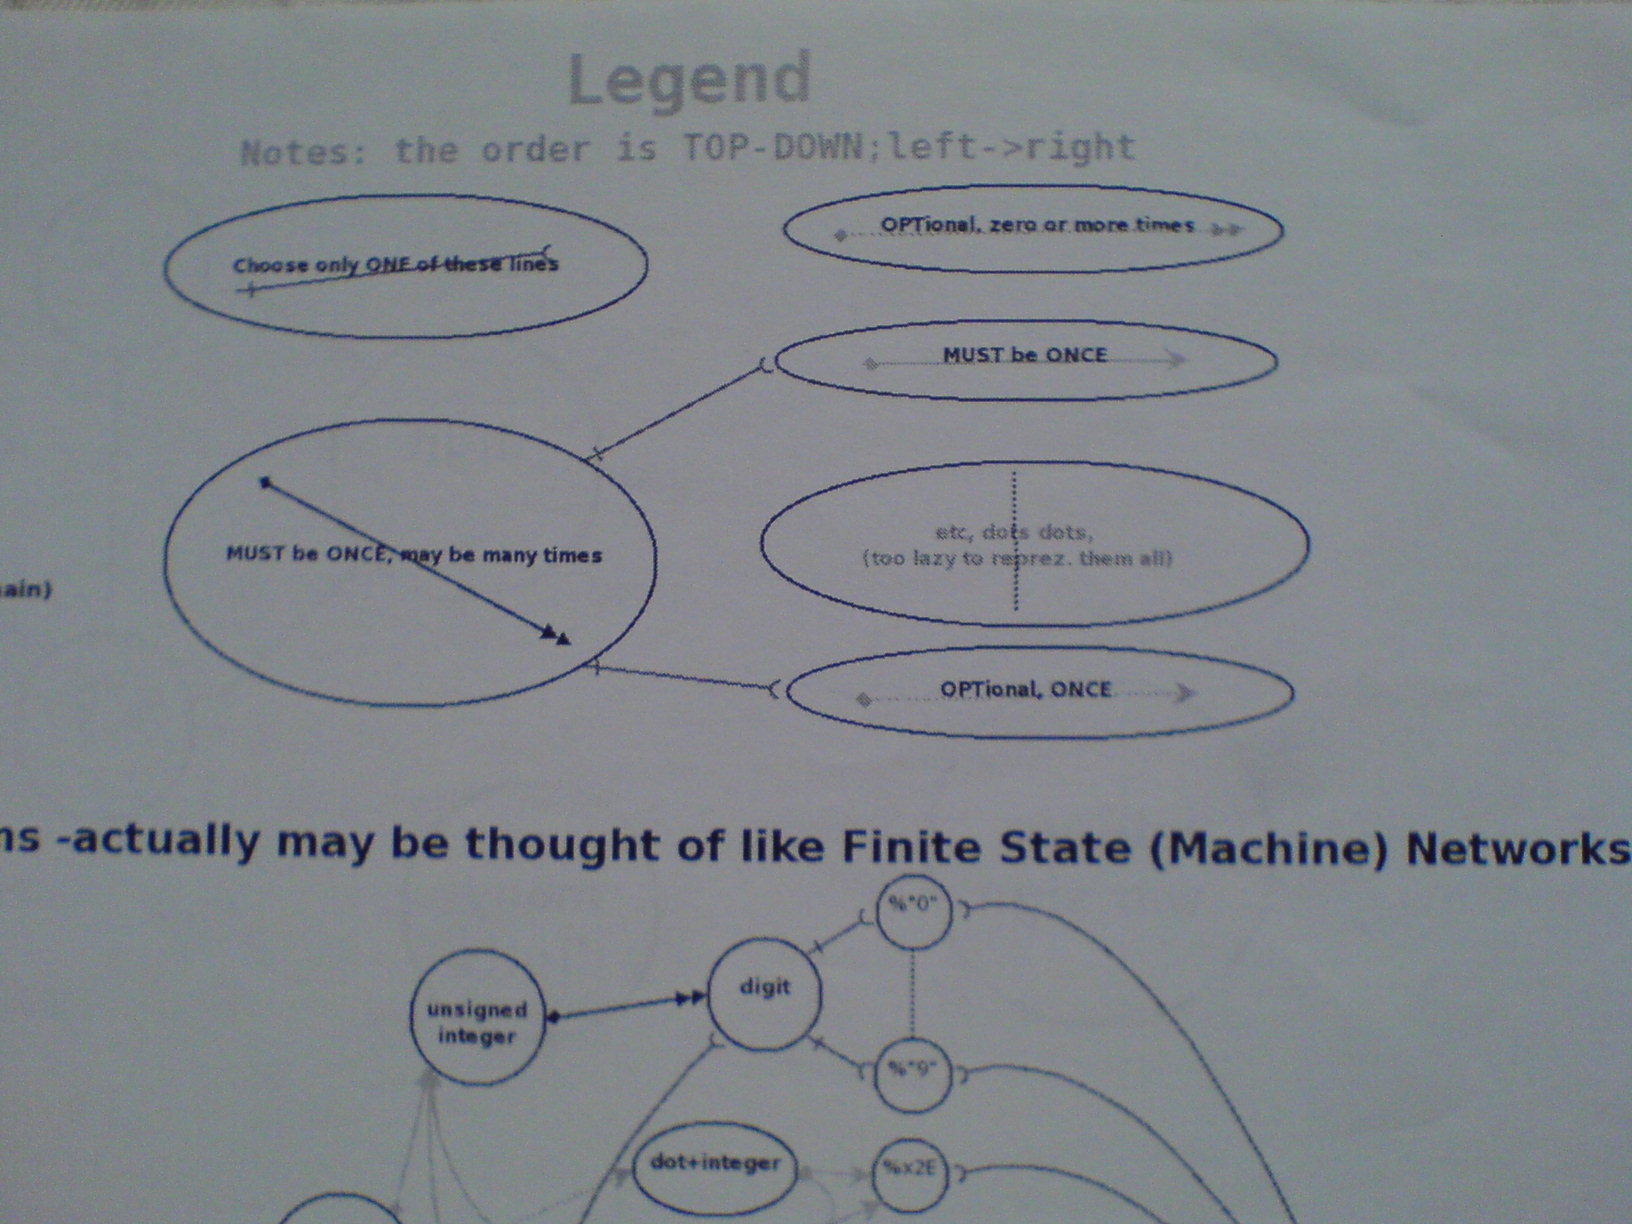 Legend
Notes: the order is TOP-DOWN;left->right
Choose only ONE of these lines
OPTional, zero or more times
MUST be ONCE
MUST be ONCE, may be many times
etc, dots dots,
(too lazy to reprez. them all)
ain)
OPTional, ONCE
ns -actually may be thought of like Finite State (Machine) Networks
%"0"
unsigned
integer
digit
%"9"
dot+integer
%x2E